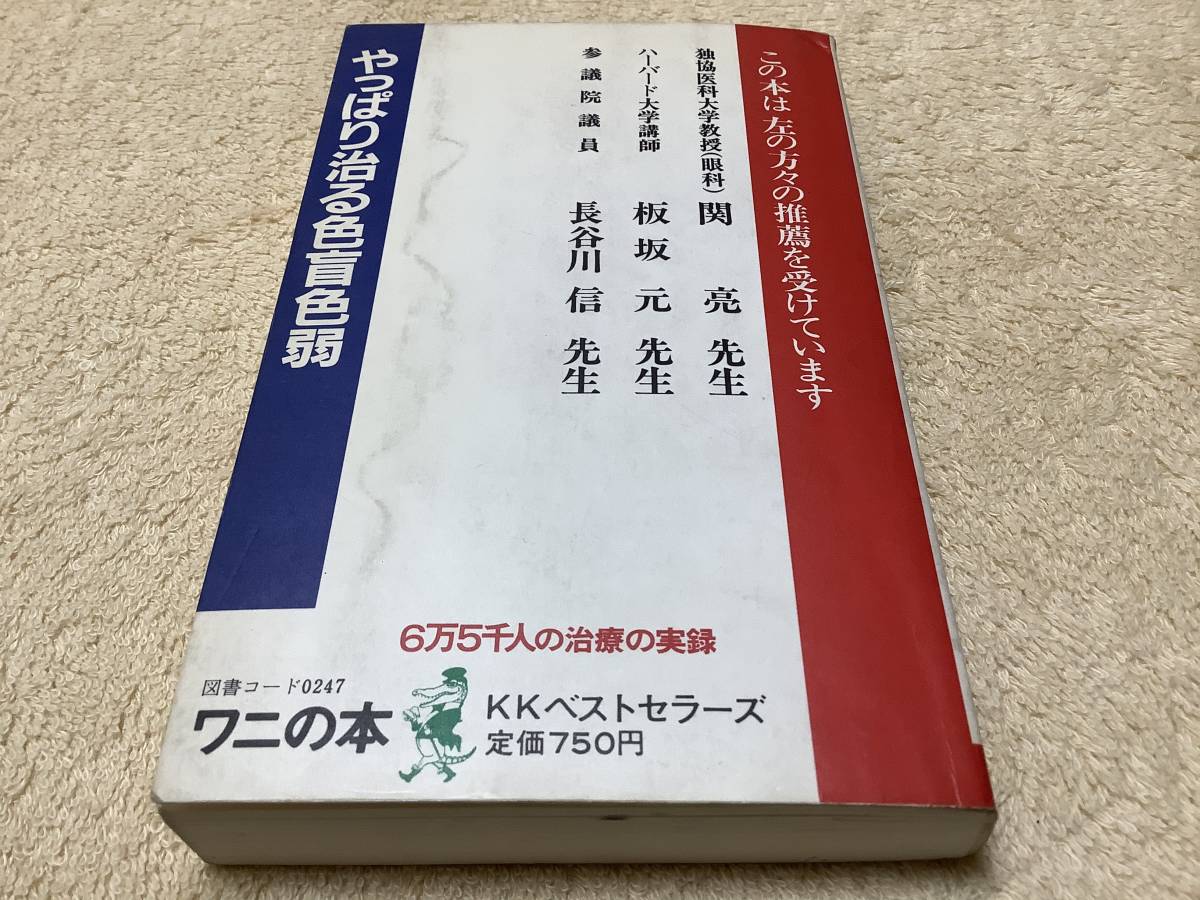 この本は左の方々の推薦を受けています
独協医科大学教授(眼科) 関 亮 先生
ハーバード大学講師 板坂 元 先生
参議院議員 長谷川 信 先生
やっぱり治る色盲色弱
6万5千人の治療の実録
図書コード0247
ワニの本
KKベストセラーズ
定価750円